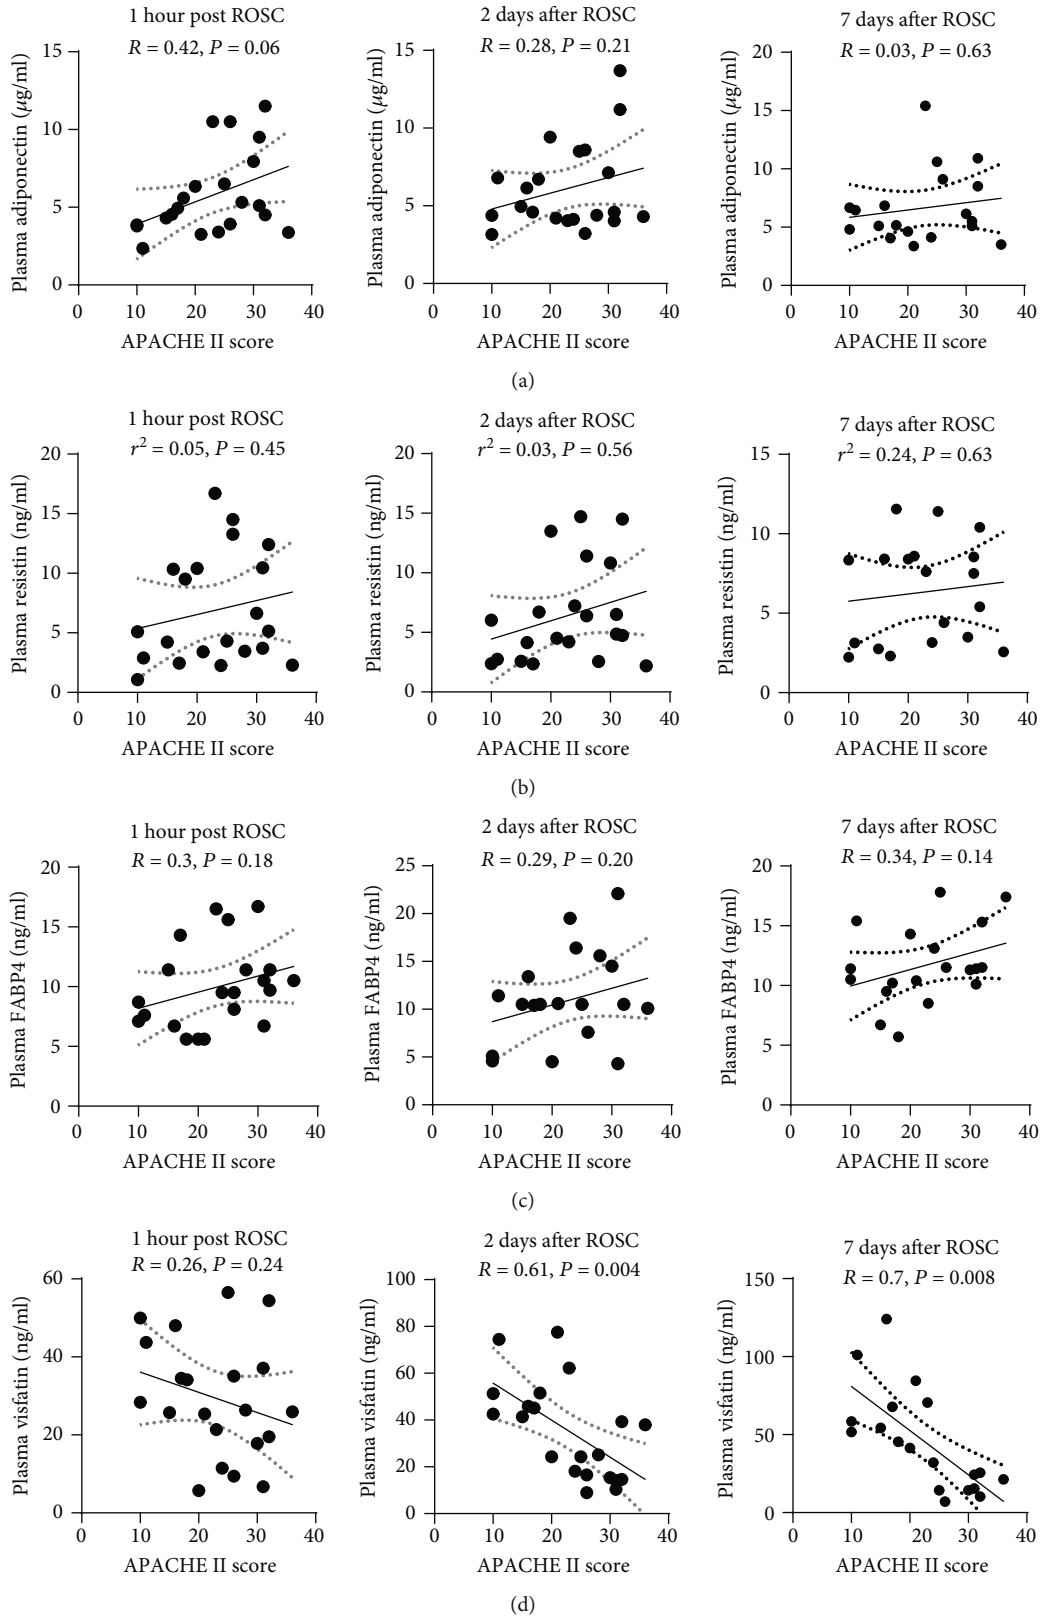 1 hour post ROSC
R = 0.42, P = 0.06
Plasma adiponectin (μg/ml)
15
10
5
0
0 10 20 30 40
APACHE II score
2 days after ROSC
R = 0.28, P = 0.21
Plasma adiponectin (μg/ml)
15
10
5
0
0 10 20 30 40
APACHE II score
7 days after ROSC
R = 0.03, P = 0.63
Plasma adiponectin (μg/ml)
20
15
10
5
0
0 10 20 30 40
APACHE II score
(a)
1 hour post ROSC
r² = 0.05, P = 0.45
Plasma resistin (ng/ml)
20
15
10
5
0
0 10 20 30 40
APACHE II score
2 days after ROSC
r² = 0.03, P = 0.56
Plasma resistin (ng/ml)
20
15
10
5
0
0 10 20 30 40
APACHE II score
7 days after ROSC
r² = 0.24, P = 0.63
Plasma resistin (ng/ml)
15
10
5
0
0 10 20 30 40
APACHE II score
(b)
1 hour post ROSC
R = 0.3, P = 0.18
Plasma FABP4 (ng/ml)
20
15
10
5
0
0 10 20 30 40
APACHE II score
2 days after ROSC
R = 0.29, P = 0.20
Plasma FABP4 (ng/ml)
25
20
15
10
5
0
0 10 20 30 40
APACHE II score
7 days after ROSC
R = 0.34, P = 0.14
Plasma FABP4 (ng/ml)
20
15
10
5
0
0 10 20 30 40
APACHE II score
(c)
1 hour post ROSC
R = 0.26, P = 0.24
Plasma visfatin (ng/ml)
60
40
20
0
0 10 20 30 40
APACHE II score
2 days after ROSC
R = 0.61, P = 0.004
Plasma visfatin (ng/ml)
100
80
60
40
20
0
0 10 20 30 40
APACHE II score
7 days after ROSC
R = 0.7, P = 0.008
Plasma visfatin (ng/ml)
150
100
50
0
0 10 20 30 40
APACHE II score
(d)